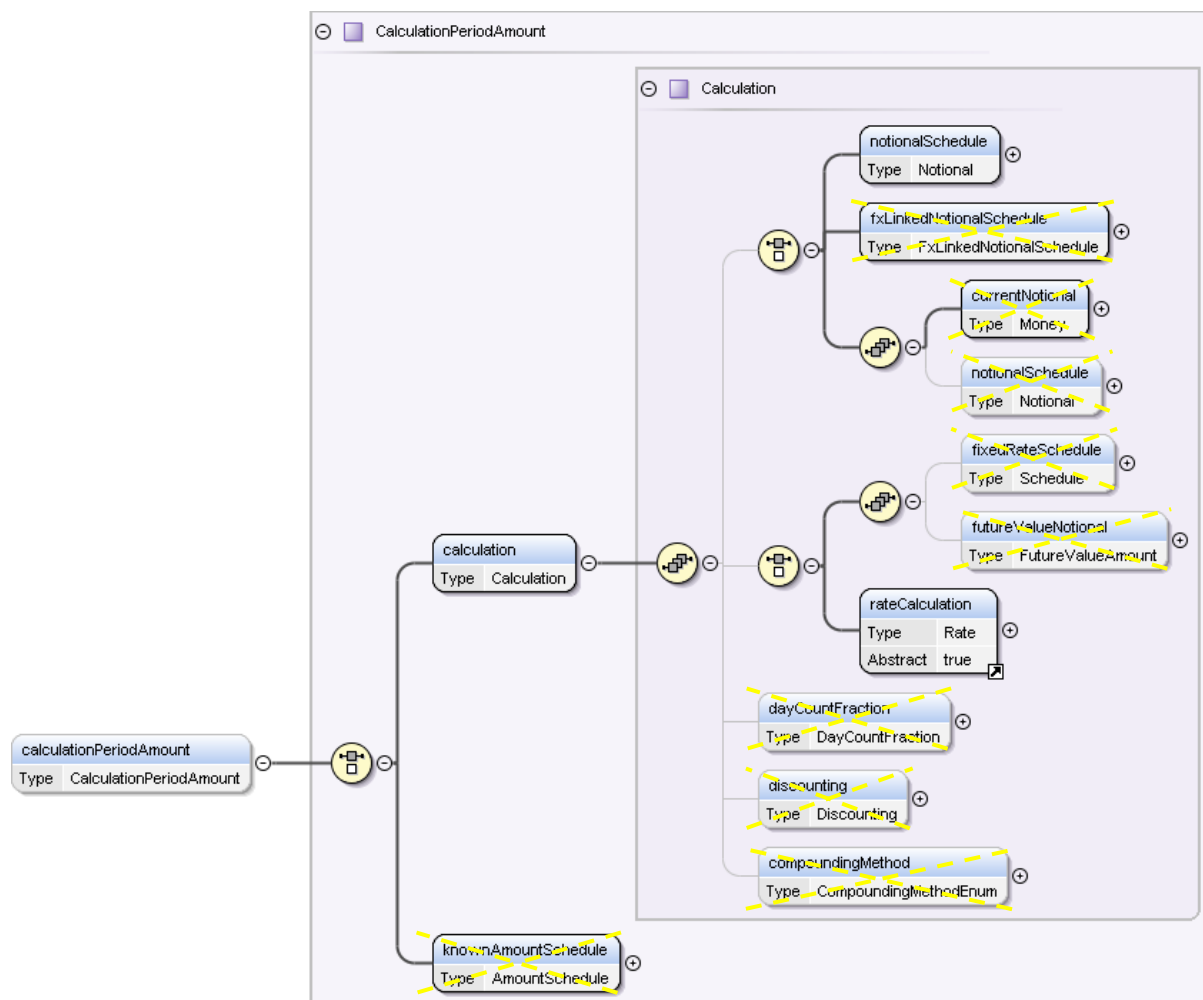 CalculationPeriodAmount
Calculation
notionalSchedule
Type Notional
fxLinkedNotionalSchedule
Type FxLinkedNotionalSchedule
currentNotional
Type Money
notionalSchedule
Type Notional
fixedRateSchedule
Type Schedule
futureValueNotional
Type FutureValueAmount
calculation
Type Calculation
rateCalculation
Type Rate
Abstract true
dayCountFraction
Type DayCountFraction
calculationPeriodAmount
Type CalculationPeriodAmount
discounting
Type Discounting
compoundingMethod
Type CompoundingMethodEnum
knownAmountSchedule
Type AmountSchedule